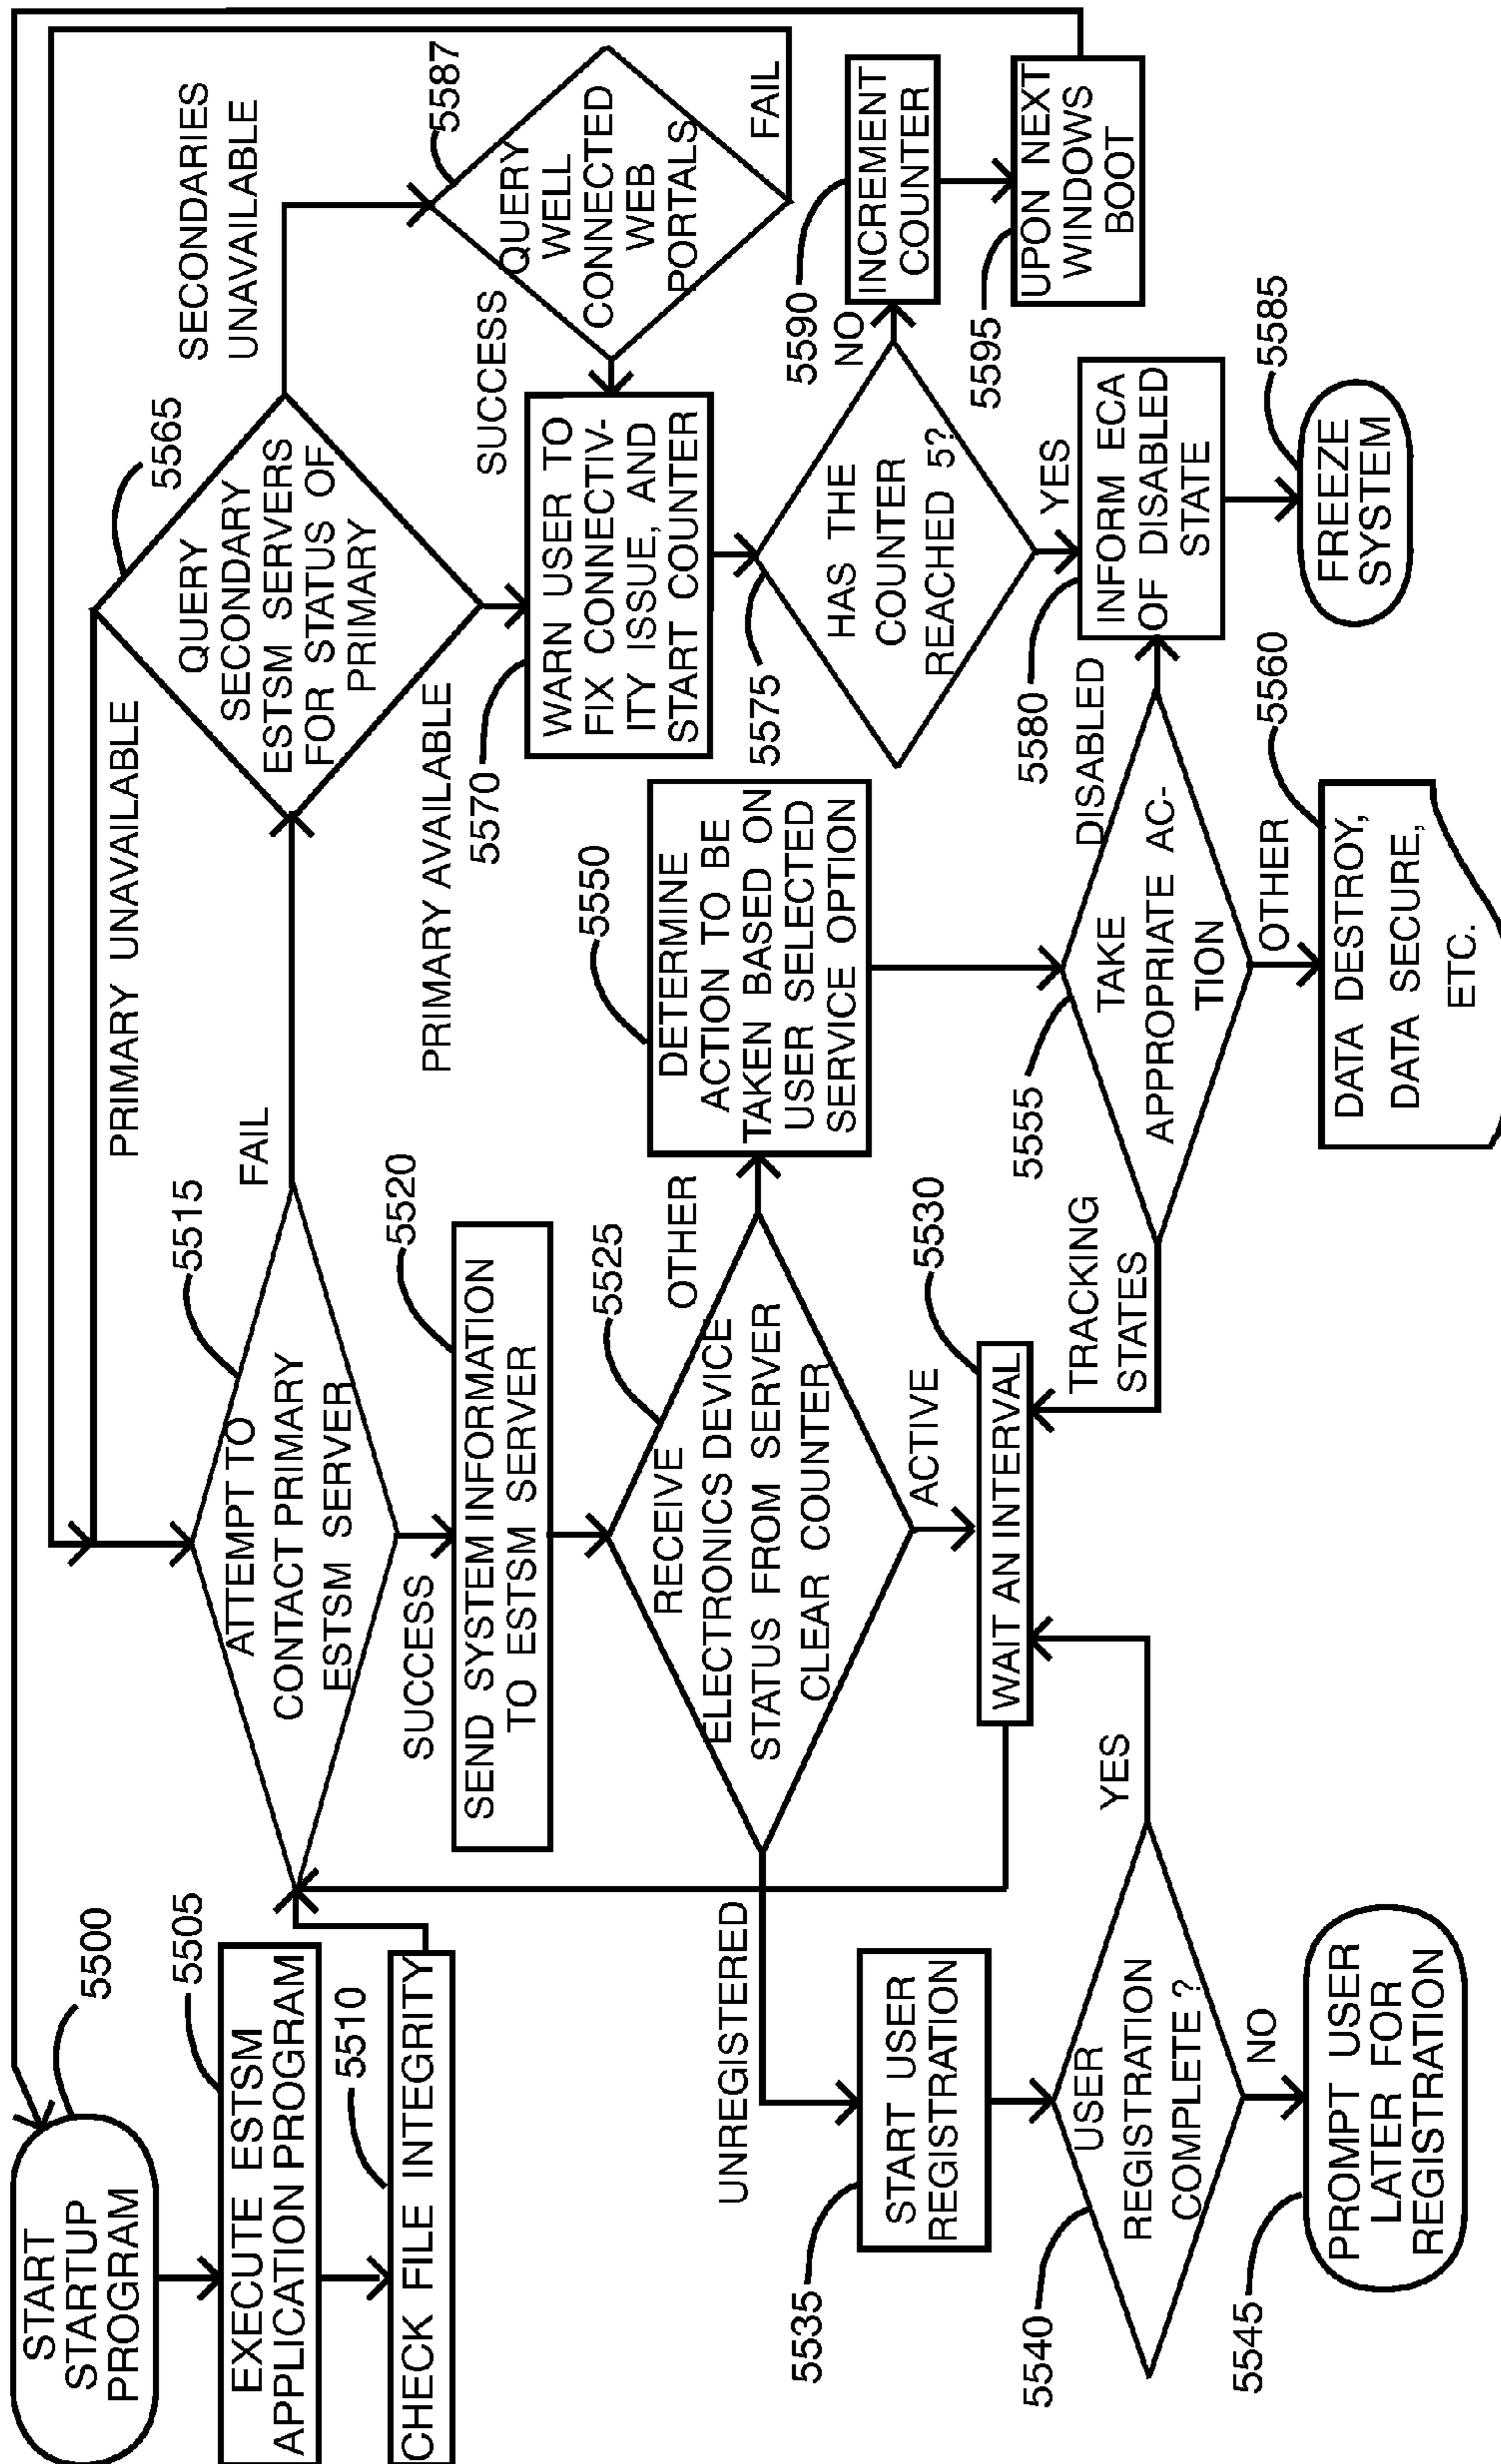 START
STARTUP
PROGRAM
5500
EXECUTE ESTSM
APPLICATION PROGRAM
5505
CHECK FILE INTEGRITY
5510
ATTEMPT TO
CONTACT PRIMARY
ESTSM SERVER
5515
FAIL
SUCCESS
PRIMARY UNAVAILABLE
QUERY
SECONDARY
ESTSM SERVERS
FOR STATUS OF
PRIMARY
5565
SECONDARIES
UNAVAILABLE
PRIMARY AVAILABLE
QUERY
WELL
CONNECTED
WEB
PORTALS
5587
SUCCESS
FAIL
SEND SYSTEM INFORMATION
TO ESTSM SERVER
5520
RECEIVE
ELECTRONICS DEVICE
STATUS FROM SERVER
CLEAR COUNTER
5525
OTHER
ACTIVE
UNREGISTERED
5570
WARN USER TO
FIX CONNECTIV-
ITY ISSUE, AND
START COUNTER
DETERMINE
ACTION TO BE
TAKEN BASED ON
USER SELECTED
SERVICE OPTION
5550
HAS THE
COUNTER
REACHED 5?
5575
NO
YES
INCREMENT
COUNTER
5590
UPON NEXT
WINDOWS
BOOT
5595
START USER
REGISTRATION
5535
WAIT AN INTERVAL
5530
TRACKING
STATES
TAKE
APPROPRIATE AC-
TION
5555
DISABLED
OTHER
INFORM ECA
OF DISABLED
STATE
5580
FREEZE
SYSTEM
5585
USER
REGISTRATION
COMPLETE ?
5540
YES
NO
PROMPT USER
LATER FOR
REGISTRATION
5545
DATA DESTROY,
DATA SECURE,
ETC.
5560